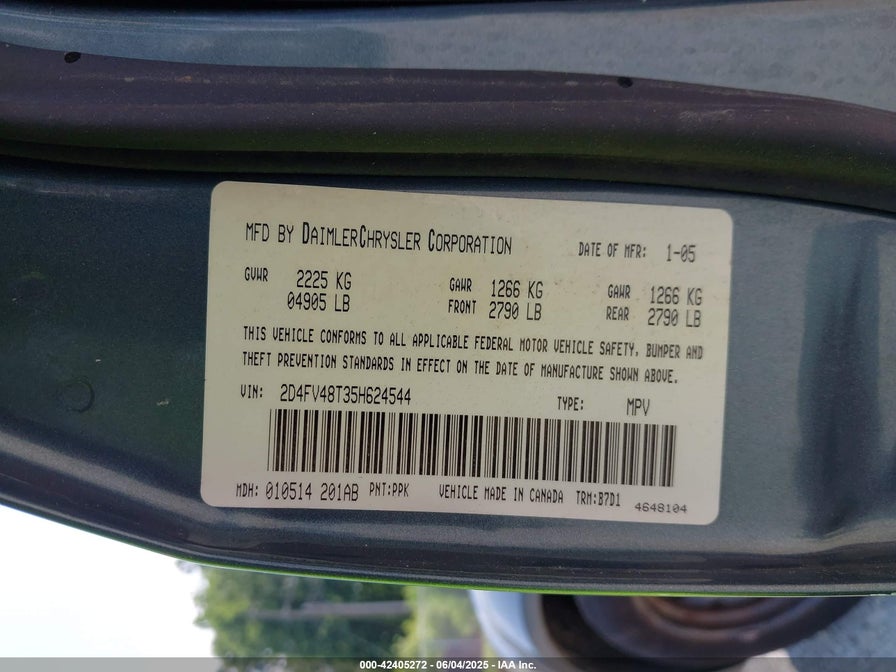 MFD BY DAIMLERCHRYSLER CORPORATION DATE OF MFR: 1-05
GVWR 2225 KG GAWR 1266 KG GAWR 1266 KG
04905 LB FRONT 2790 LB REAR 2790 LB
THIS VEHICLE CONFORMS TO ALL APPLICABLE FEDERAL MOTOR VEHICLE SAFETY, BUMPER AND
THEFT PREVENTION STANDARDS IN EFFECT ON THE DATE OF MANUFACTURE SHOWN ABOVE.
VIN: 2D4FV48T35H624544 TYPE: MPV
MDH: 010514 201AB PNT:PPK VEHICLE MADE IN CANADA TRM:B7D1 4648104
000-42405272 - 06/04/2025 - IAA Inc.